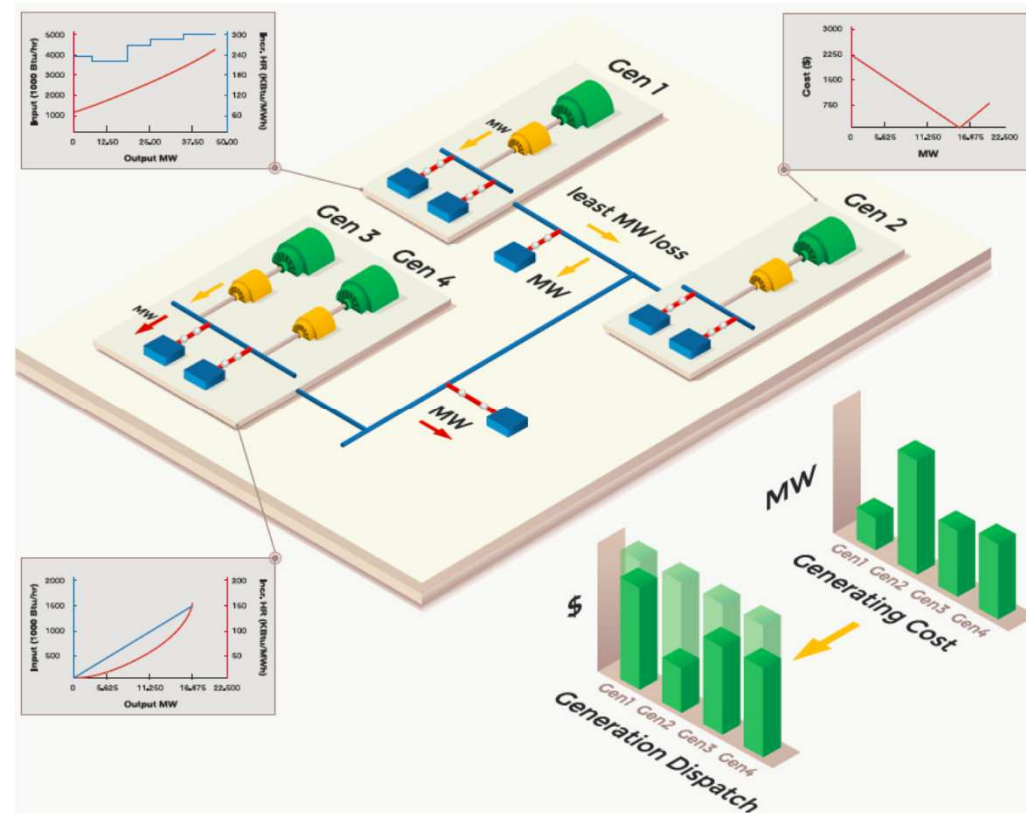 Input (1000 Btu/hr)
5000
4000
3000
2000
1000
300
240
180
120
60
Incr. HR (KBtu/MWh)
0
12.50
25.00
37.50
50.00
Output MW
Gen 1
MW
Cost ($)
3000
2250
1500
750
0
5.625
11.250
16.875
22.500
MW
Gen 2
least MW loss
MW
Gen 3
Gen 4
MW
MW
Input (1000 Btu/hr)
2000
1500
1000
500
200
150
100
50
Incr. HR (KBtu/MWh)
0
5.625
11.250
16.875
22.500
Output MW
MW
Gen1
Gen2
Gen3
Gen4
Generating Cost
$
Gen1
Gen2
Gen3
Gen4
Generation Dispatch